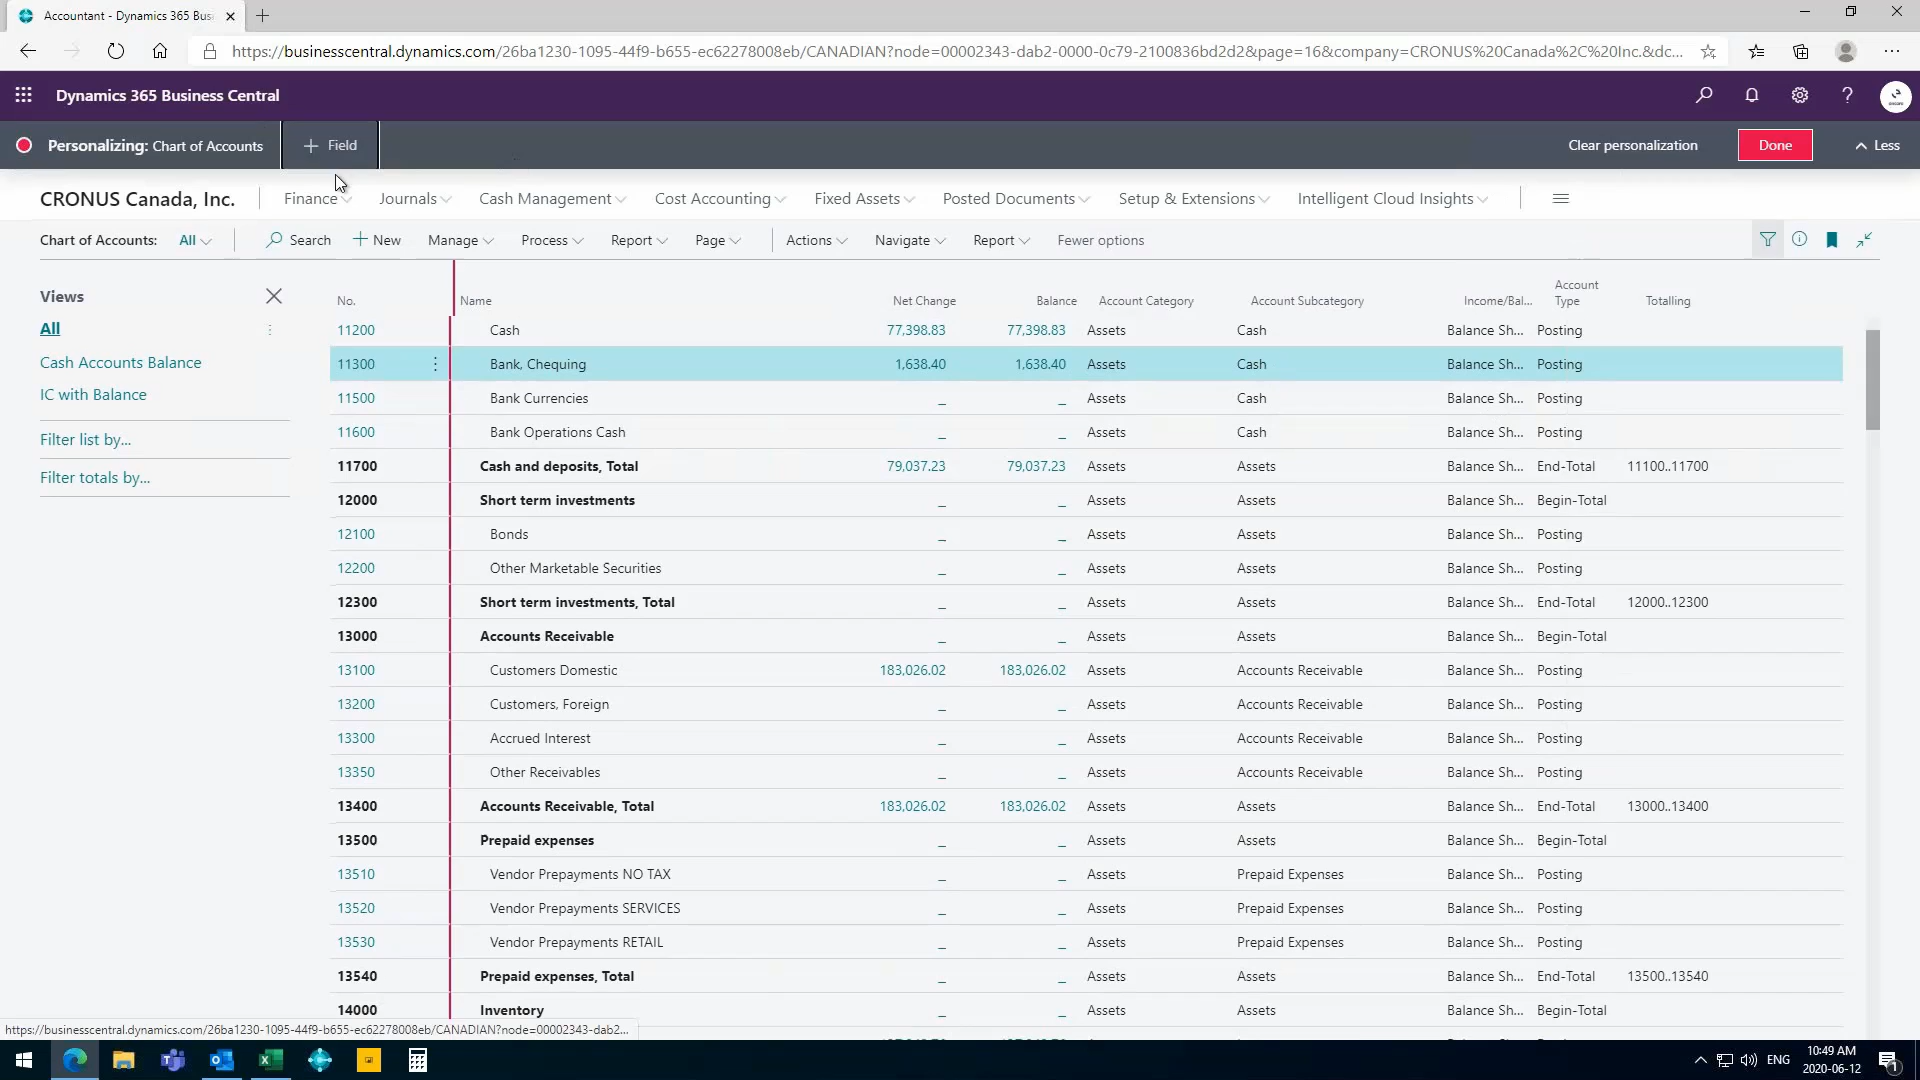 Accountant - Dynamics 365 Busi
https://businesscentral.dynamics.com/26ba1230-1095-44f9-b655-ec62278008eb/CANADIAN?node=00002343-dab2-0000-0c79-2100836bd2d2&page=16&company=CRONUS%20Canada%2C%20Inc.&dc...
Dynamics 365 Business Central
Personalizing: Chart of Accounts + Field Clear personalization Done Less
CRONUS Canada, Inc. Finance Journals Cash Management Cost Accounting Fixed Assets Posted Documents Setup & Extensions Intelligent Cloud Insights
Chart of Accounts: All Search + New Manage Process Report Page Actions Navigate Report Fewer options
Views
All
Cash Accounts Balance
IC with Balance
Filter list by...
Filter totals by...
No. Name Net Change Balance Account Category Account Subcategory Income/Bal... Account Type Totalling
11200 Cash 77,398.83 77,398.83 Assets Cash Balance Sh... Posting
11300 Bank, Chequing 1,638.40 1,638.40 Assets Cash Balance Sh... Posting
11500 Bank Currencies _ _ Assets Cash Balance Sh... Posting
11600 Bank Operations Cash _ _ Assets Cash Balance Sh... Posting
11700 Cash and deposits, Total 79,037.23 79,037.23 Assets Assets Balance Sh... End-Total 11100..11700
12000 Short term investments _ _ Assets Assets Balance Sh... Begin-Total
12100 Bonds _ _ Assets Assets Balance Sh... Posting
12200 Other Marketable Securities _ _ Assets Assets Balance Sh... Posting
12300 Short term investments, Total _ _ Assets Assets Balance Sh... End-Total 12000..12300
13000 Accounts Receivable _ _ Assets Assets Balance Sh... Begin-Total
13100 Customers Domestic 183,026.02 183,026.02 Assets Accounts Receivable Balance Sh... Posting
13200 Customers, Foreign _ _ Assets Accounts Receivable Balance Sh... Posting
13300 Accrued Interest _ _ Assets Accounts Receivable Balance Sh... Posting
13350 Other Receivables _ _ Assets Accounts Receivable Balance Sh... Posting
13400 Accounts Receivable, Total 183,026.02 183,026.02 Assets Assets Balance Sh... End-Total 13000..13400
13500 Prepaid expenses _ _ Assets Assets Balance Sh... Begin-Total
13510 Vendor Prepayments NO TAX _ _ Assets Prepaid Expenses Balance Sh... Posting
13520 Vendor Prepayments SERVICES _ _ Assets Prepaid Expenses Balance Sh... Posting
13530 Vendor Prepayments RETAIL _ _ Assets Prepaid Expenses Balance Sh... Posting
13540 Prepaid expenses, Total _ _ Assets Assets Balance Sh... End-Total 13500..13540
14000 Inventory _ _ Assets Assets Balance Sh... Begin-Total
https://businesscentral.dynamics.com/26ba1230-1095-44f9-b655-ec62278008eb/CANADIAN?node=00002343-dab2...
ENG 10:49 AM
2020-06-12 1